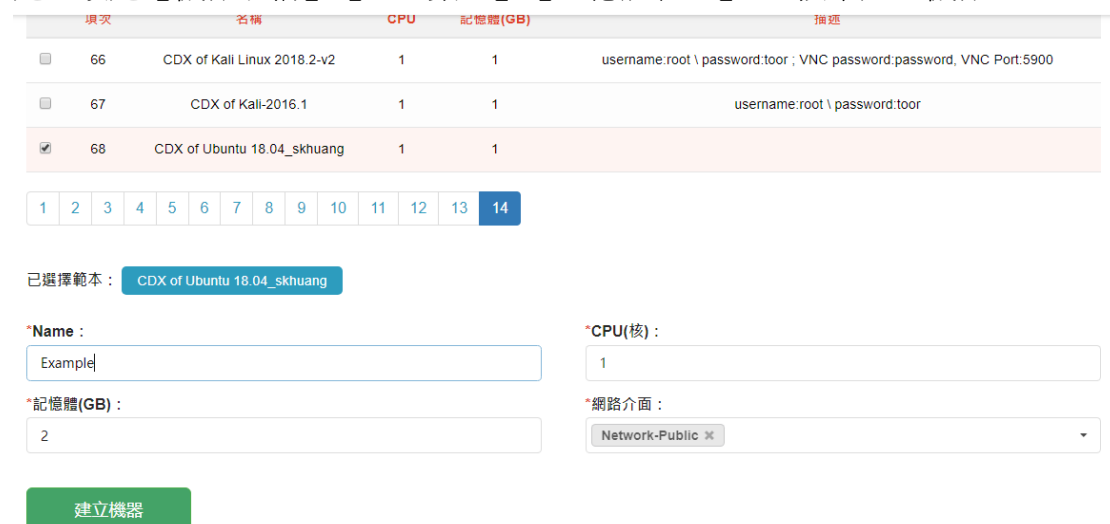 項次 名稱 CPU 記憶體(GB) 描述
66 CDX of Kali Linux 2018.2-v2 1 1 username:root \ password:toor ; VNC password:password, VNC Port:5900
67 CDX of Kali-2016.1 1 1 username:root \ password:toor
68 CDX of Ubuntu 18.04_skhuang 1 1
1 2 3 4 5 6 7 8 9 10 11 12 13 14
已選擇範本： CDX of Ubuntu 18.04_skhuang
*Name： *CPU(核)：
Example 1
*記憶體(GB)： *網路介面：
2 Network-Public ×
建立機器